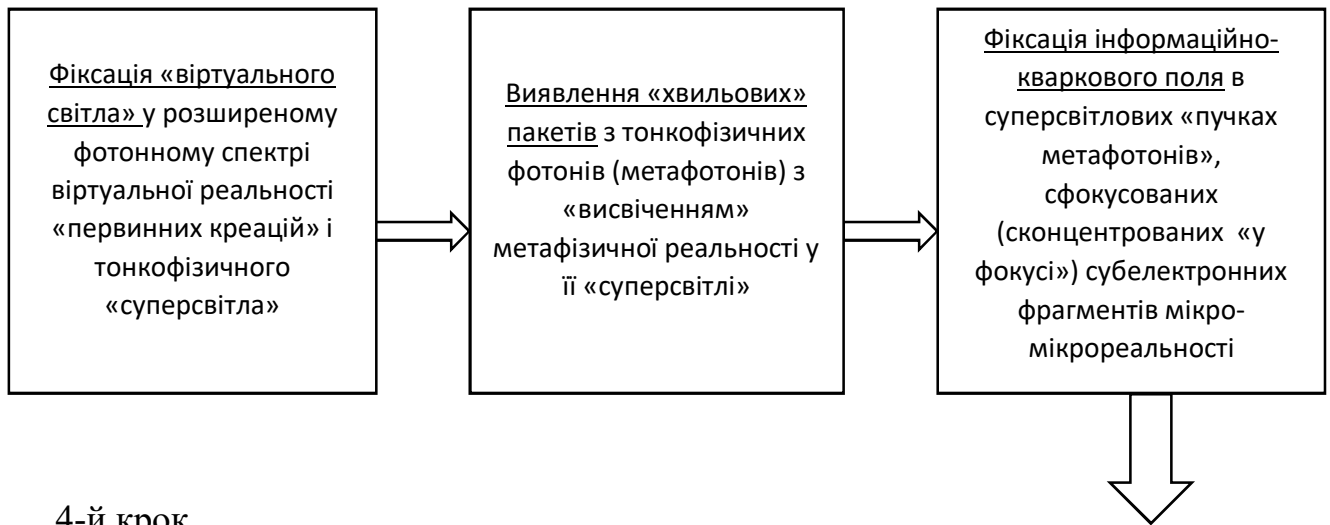 Фіксація «віртуального
світла» у розширеному
фотонному спектрі
віртуальної реальності
«первинних креацій» і
тонкофізичного
«суперсвітла»
Виявлення «хвильових»
пакетів з тонкофізичних
фотонів (метафотонів) з
«висвіченням»
метафізичної реальності у
її «суперсвітлі»
Фіксація інформаційно-
кваркового поля в
суперсвітлових «пучках
метафотонів»,
сфокусованих
(сконцентрованих «у
фокусі») субелектронних
фрагментів мікро-
мікрореальності
4-й крок